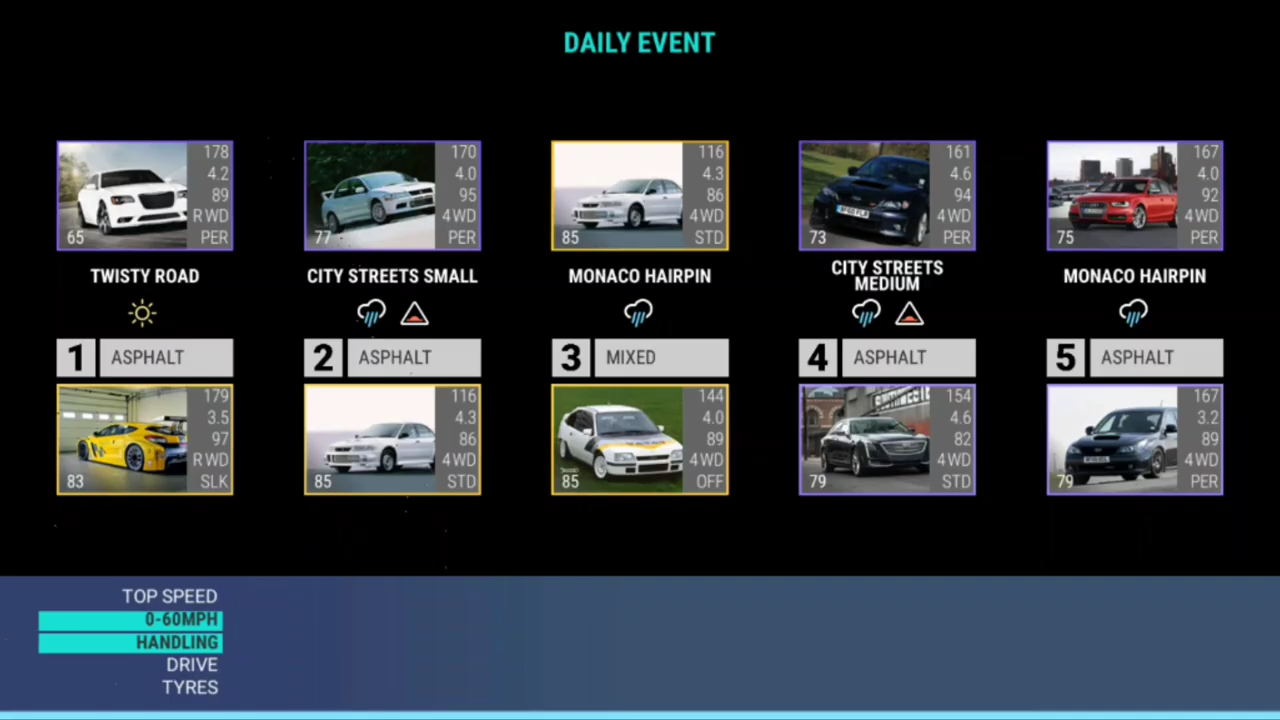 DAILY EVENT
178
4.2
89
RWD
PER
65
170
4.0
95
4WD
PER
77
116
4.3
86
4WD
STD
85
161
4.6
94
4WD
PER
73
167
4.0
92
4WD
PER
75
TWISTY ROAD
CITY STREETS SMALL
MONACO HAIRPIN
CITY STREETS
MEDIUM
MONACO HAIRPIN
1 ASPHALT
2 ASPHALT
3 MIXED
4 ASPHALT
5 ASPHALT
179
3.5
97
RWD
SLK
83
116
4.3
86
4WD
STD
85
144
4.0
89
4WD
OFF
85
154
4.6
82
4WD
STD
79
167
3.2
89
4WD
PER
79
TOP SPEED
0-60MPH
HANDLING
DRIVE
TYRES